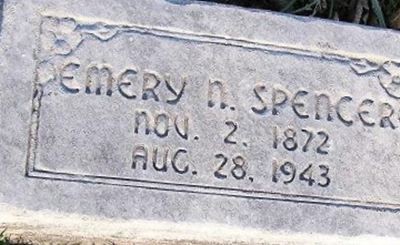 EMERY N. SPENCER
NOV. 2, 1872
AUG. 28, 1943